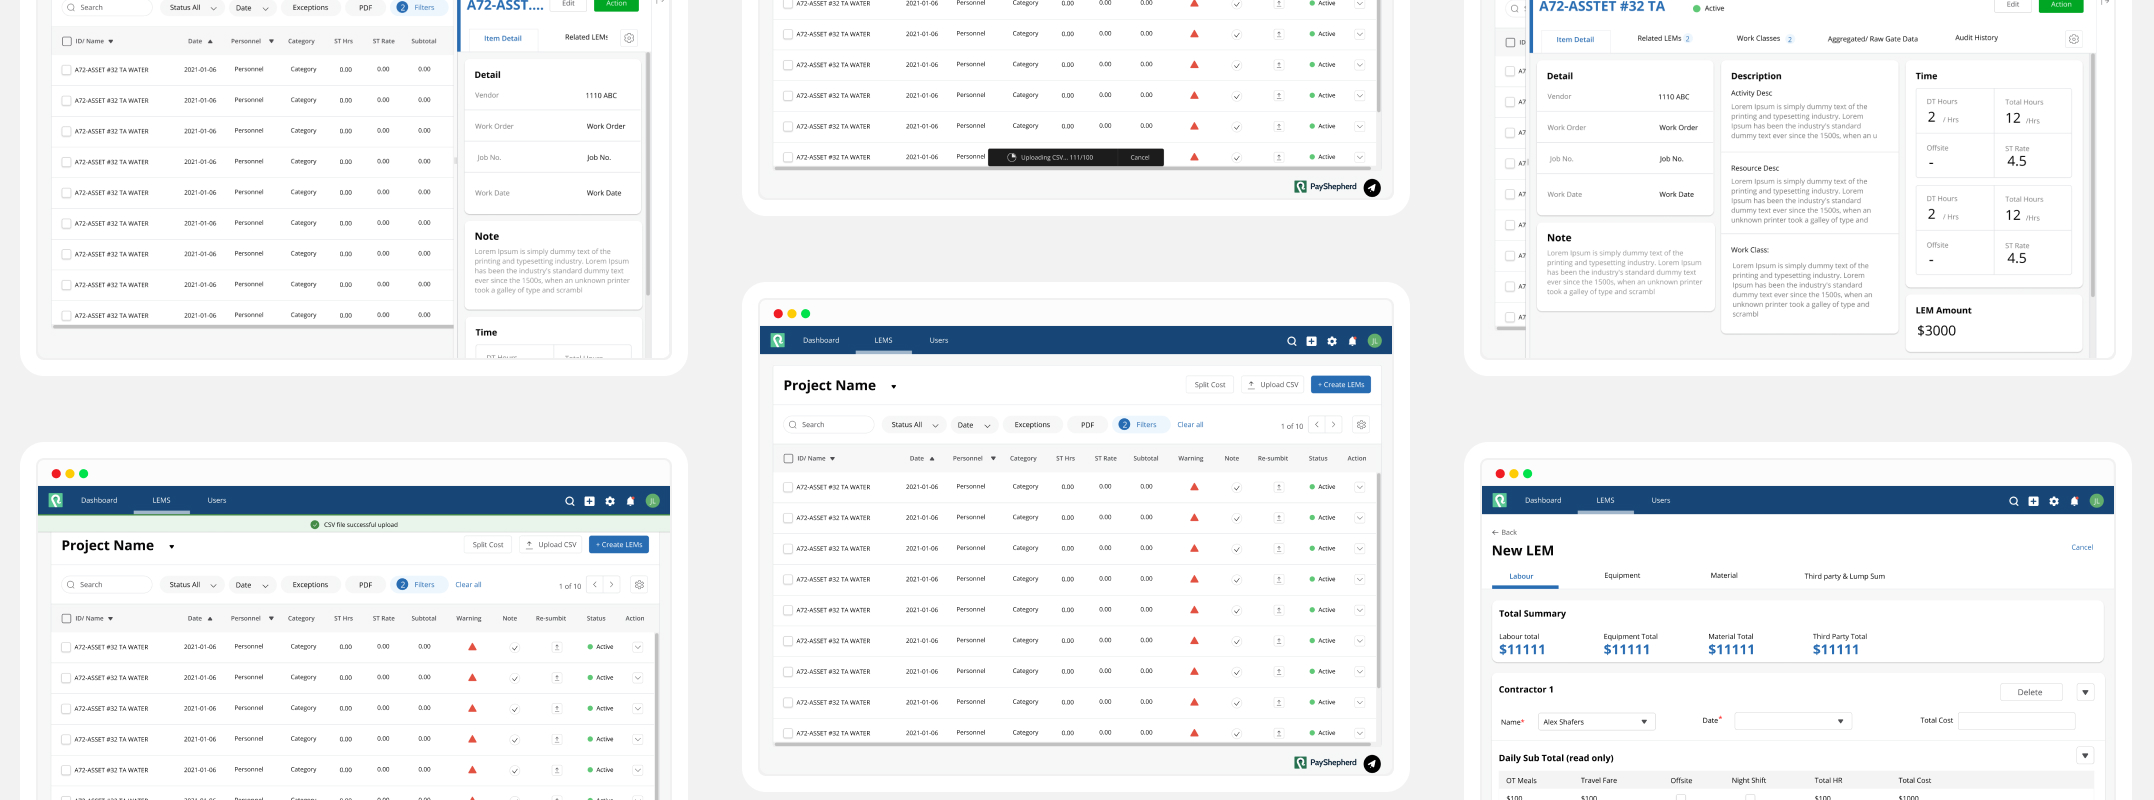 Search Status All Date Exceptions PDF 2 Filters
ID/ Name Date Personnel Category ST Hrs ST Rate Subtotal
A72-ASSET #32 TA WATER 2021-01-06 Personnel Category 0.00 0.00 0.00
A72-ASSET #32 TA WATER 2021-01-06 Personnel Category 0.00 0.00 0.00
A72-ASSET #32 TA WATER 2021-01-06 Personnel Category 0.00 0.00 0.00
A72-ASSET #32 TA WATER 2021-01-06 Personnel Category 0.00 0.00 0.00
A72-ASSET #32 TA WATER 2021-01-06 Personnel Category 0.00 0.00 0.00
A72-ASSET #32 TA WATER 2021-01-06 Personnel Category 0.00 0.00 0.00
A72-ASSET #32 TA WATER 2021-01-06 Personnel Category 0.00 0.00 0.00
A72-ASSET #32 TA WATER 2021-01-06 Personnel Category 0.00 0.00 0.00
A72-ASSET #32 TA WATER 2021-01-06 Personnel Category 0.00 0.00 0.00
A72-ASST.... Edit Action
Item Detail Related LEMs
Detail
Vendor 1110 ABC
Work Order Work Order
Job No. Job No.
Work Date Work Date
Note
Lorem Ipsum is simply dummy text of the
printing and typesetting industry. Lorem Ipsum
has been the industry's standard dummy text
ever since the 1500s, when an unknown printer
took a galley of type and scrambl
Time
DT Hours Total Hours
Dashboard LEMS Users JL
CSV file successful upload
Project Name Split Cost Upload CSV + Create LEMs
Search Status All Date Exceptions PDF 2 Filters Clear all 1 of 10
ID/ Name Date Personnel Category ST Hrs ST Rate Subtotal Warning Note Re-sumbit Status Action
A72-ASSET #32 TA WATER 2021-01-06 Personnel Category 0.00 0.00 0.00 Active
A72-ASSET #32 TA WATER 2021-01-06 Personnel Category 0.00 0.00 0.00 Active
A72-ASSET #32 TA WATER 2021-01-06 Personnel Category 0.00 0.00 0.00 Active
A72-ASSET #32 TA WATER 2021-01-06 Personnel Category 0.00 0.00 0.00 Active
A72-ASSET #32 TA WATER 2021-01-06 Personnel Category 0.00 0.00 0.00 Active
A72-ASSET #32 TA WATER 2021-01-06 Personnel Category 0.00 0.00 0.00 Active
A72-ASSET #32 TA WATER 2021-01-06 Personnel Category 0.00 0.00 0.00 Active
A72-ASSET #32 TA WATER 2021-01-06 Personnel Category 0.00 0.00 0.00 Active
A72-ASSET #32 TA WATER 2021-01-06 Personnel Category 0.00 0.00 0.00 Active
A72-ASSET #32 TA WATER 2021-01-06 Personnel Category 0.00 0.00 0.00 Active
A72-ASSET #32 TA WATER 2021-01-06 Personnel Category 0.00 0.00 0.00 Active
Uploading CSV... 111/100 Cancel
PayShepherd
Dashboard LEMS Users JL
Project Name Split Cost Upload CSV + Create LEMs
Search Status All Date Exceptions PDF 2 Filters Clear all 1 of 10
ID/ Name Date Personnel Category ST Hrs ST Rate Subtotal Warning Note Re-sumbit Status Action
A72-ASSET #32 TA WATER 2021-01-06 Personnel Category 0.00 0.00 0.00 Active
A72-ASSET #32 TA WATER 2021-01-06 Personnel Category 0.00 0.00 0.00 Active
A72-ASSET #32 TA WATER 2021-01-06 Personnel Category 0.00 0.00 0.00 Active
A72-ASSET #32 TA WATER 2021-01-06 Personnel Category 0.00 0.00 0.00 Active
A72-ASSET #32 TA WATER 2021-01-06 Personnel Category 0.00 0.00 0.00 Active
A72-ASSET #32 TA WATER 2021-01-06 Personnel Category 0.00 0.00 0.00 Active
A72-ASSET #32 TA WATER 2021-01-06 Personnel Category 0.00 0.00 0.00 Active
A72-ASSET #32 TA WATER 2021-01-06 Personnel Category 0.00 0.00 0.00 Active
A72-ASSET #32 TA WATER 2021-01-06 Personnel Category 0.00 0.00 0.00 Active
PayShepherd
A72-ASSTET #32 TA Active Edit Action
Item Detail Related LEMs 2 Work Classes 2 Aggregated/ Raw Gate Data Audit History
ID
A7
A7
A7
A7
A7
A7
A7
A7
A7
Detail
Vendor 1110 ABC
Work Order Work Order
Job No. Job No.
Work Date Work Date
Note
Lorem Ipsum is simply dummy text of the
printing and typesetting industry. Lorem Ipsum
has been the industry's standard dummy text
ever since the 1500s, when an unknown printer
took a galley of type and scrambl
Description
Activity Desc
Lorem Ipsum is simply dummy text of the
printing and typesetting industry. Lorem
Ipsum has been the industry's standard
dummy text ever since the 1500s, when an u
Resource Desc
Lorem Ipsum is simply dummy text of the
printing and typesetting industry. Lorem
Ipsum has been the industry's standard
dummy text ever since the 1500s, when an
unknown printer took a galley of type and
Work Class:
Lorem Ipsum is simply dummy text of the
printing and typesetting industry. Lorem
Ipsum has been the industry's standard
dummy text ever since the 1500s, when an
unknown printer took a galley of type and
scrambl
Time
DT Hours Total Hours
2 / Hrs 12 /Hrs
Offsite ST Rate
- 4.5
DT Hours Total Hours
2 / Hrs 12 /Hrs
Offsite ST Rate
- 4.5
LEM Amount
$3000
Dashboard LEMS Users JL
Back
New LEM Cancel
Labour Equipment Material Third party & Lump Sum
Total Summary
Labour total Equipment Total Material Total Third Party Total
$11111 $11111 $11111 $11111
Contractor 1 Delete
Name* Alex Shafers Date* Total Cost
Daily Sub Total (read only)
OT Meals Travel Fare Offsite Night Shift Total HR Total Cost
$100 $100 $100 $1000